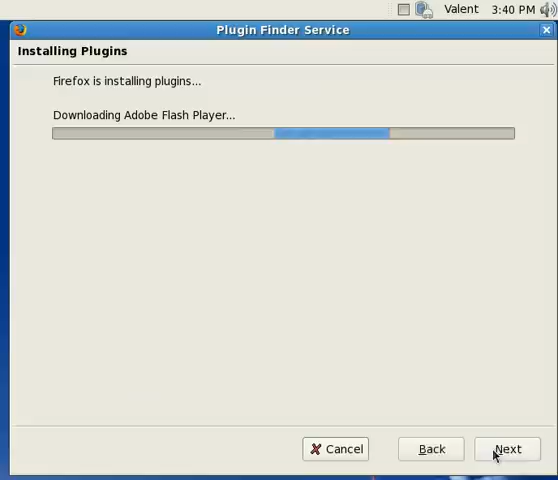 Valent 3:40 PM
Plugin Finder Service
Installing Plugins
Firefox is installing plugins...
Downloading Adobe Flash Player...
Cancel Back Next